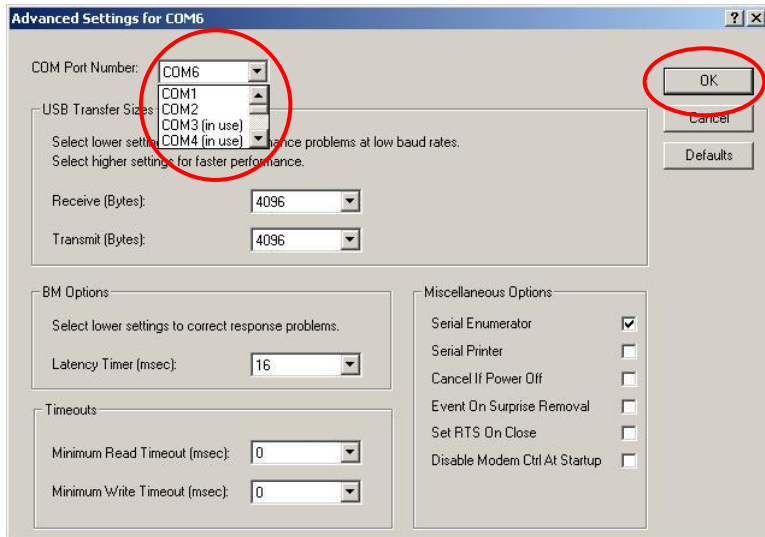 Advanced Settings for COM6
COM Port Number:
COM6
COM1
COM2
COM3 (in use)
COM4 (in use)
OK
Cancel
Defaults
USB Transfer Sizes
Select lower problems at low baud rates.
Select higher settings for faster performance.
Receive (Bytes):
4096
Transmit (Bytes):
4096
BM Options
Select lower settings to correct response problems.
Latency Timer (msec):
16
Timeouts
Minimum Read Timeout (msec):
0
Minimum Write Timeout (msec):
0
Miscellaneous Options
Serial Enumerator
Serial Printer
Cancel If Power Off
Event On Surprise Removal
Set RTS On Close
Disable Modem Ctrl At Startup